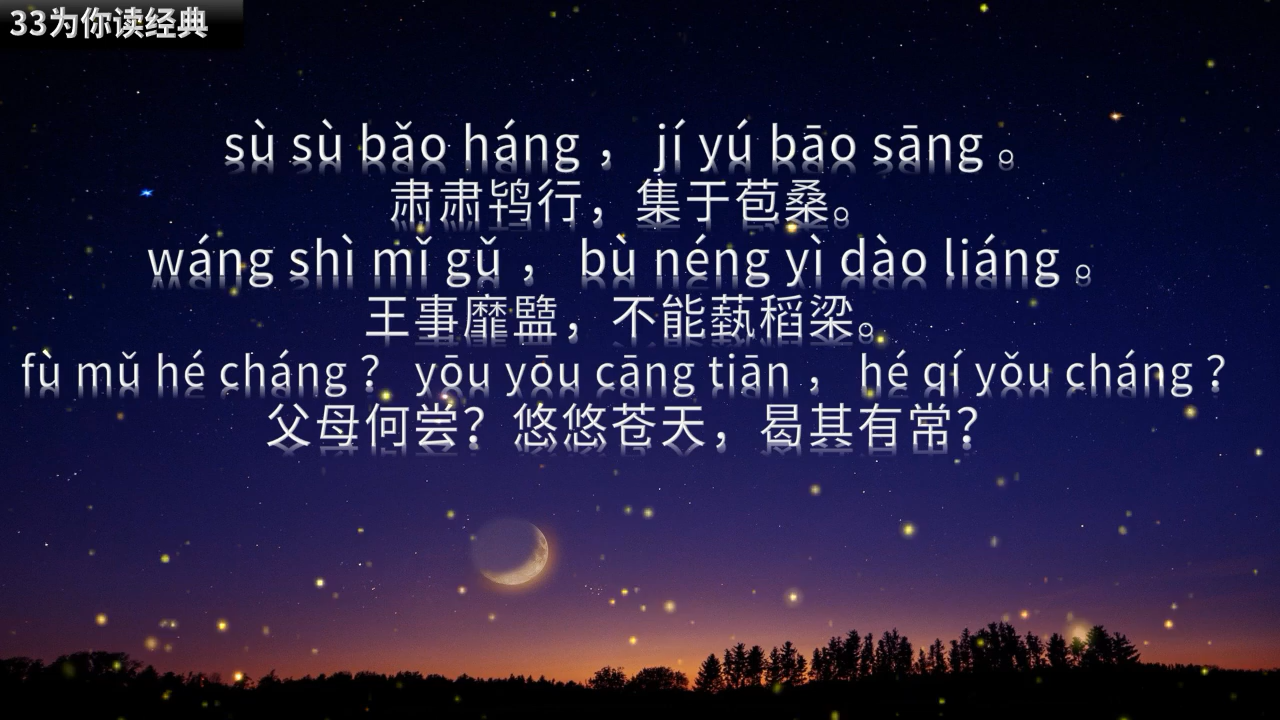 33为你读经典
sù sù bǎo háng， jí yú bāo sāng。
肃肃鸨行，集于苞桑。
wáng shì mǐ gǔ， bù néng yì dào liáng。
王事靡盬，不能蓺稻梁。
fù mǔ hé cháng？ yōu yōu cāng tiān， hé qí yǒu cháng？
父母何尝？悠悠苍天，曷其有常？